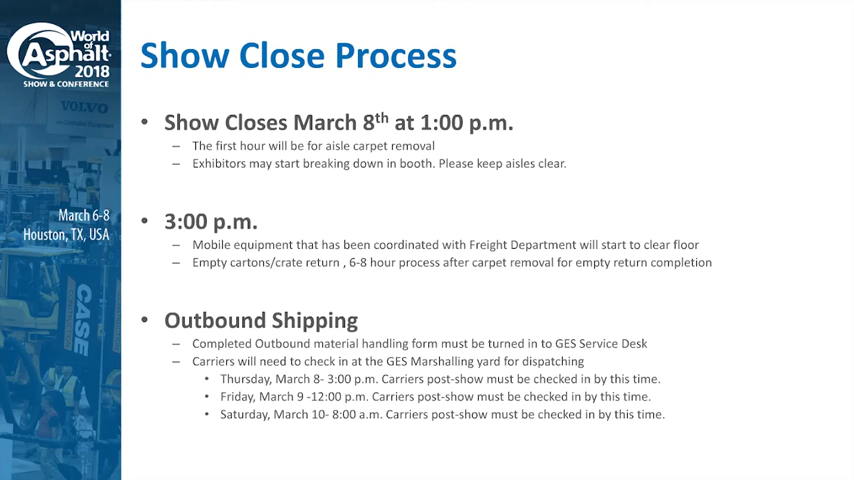 World
of
Asphalt
2018
SHOW & CONFERENCE
VOLVO
March 6-8
Houston, TX, USA
CASE
Show Close Process
• Show Closes March 8th at 1:00 p.m.
– The first hour will be for aisle carpet removal
– Exhibitors may start breaking down in booth. Please keep aisles clear.
• 3:00 p.m.
– Mobile equipment that has been coordinated with Freight Department will start to clear floor
– Empty cartons/crate return , 6-8 hour process after carpet removal for empty return completion
• Outbound Shipping
– Completed Outbound material handling form must be turned in to GES Service Desk
– Carriers will need to check in at the GES Marshalling yard for dispatching
• Thursday, March 8- 3:00 p.m. Carriers post-show must be checked in by this time.
• Friday, March 9 -12:00 p.m. Carriers post-show must be checked in by this time.
• Saturday, March 10- 8:00 a.m. Carriers post-show must be checked in by this time.